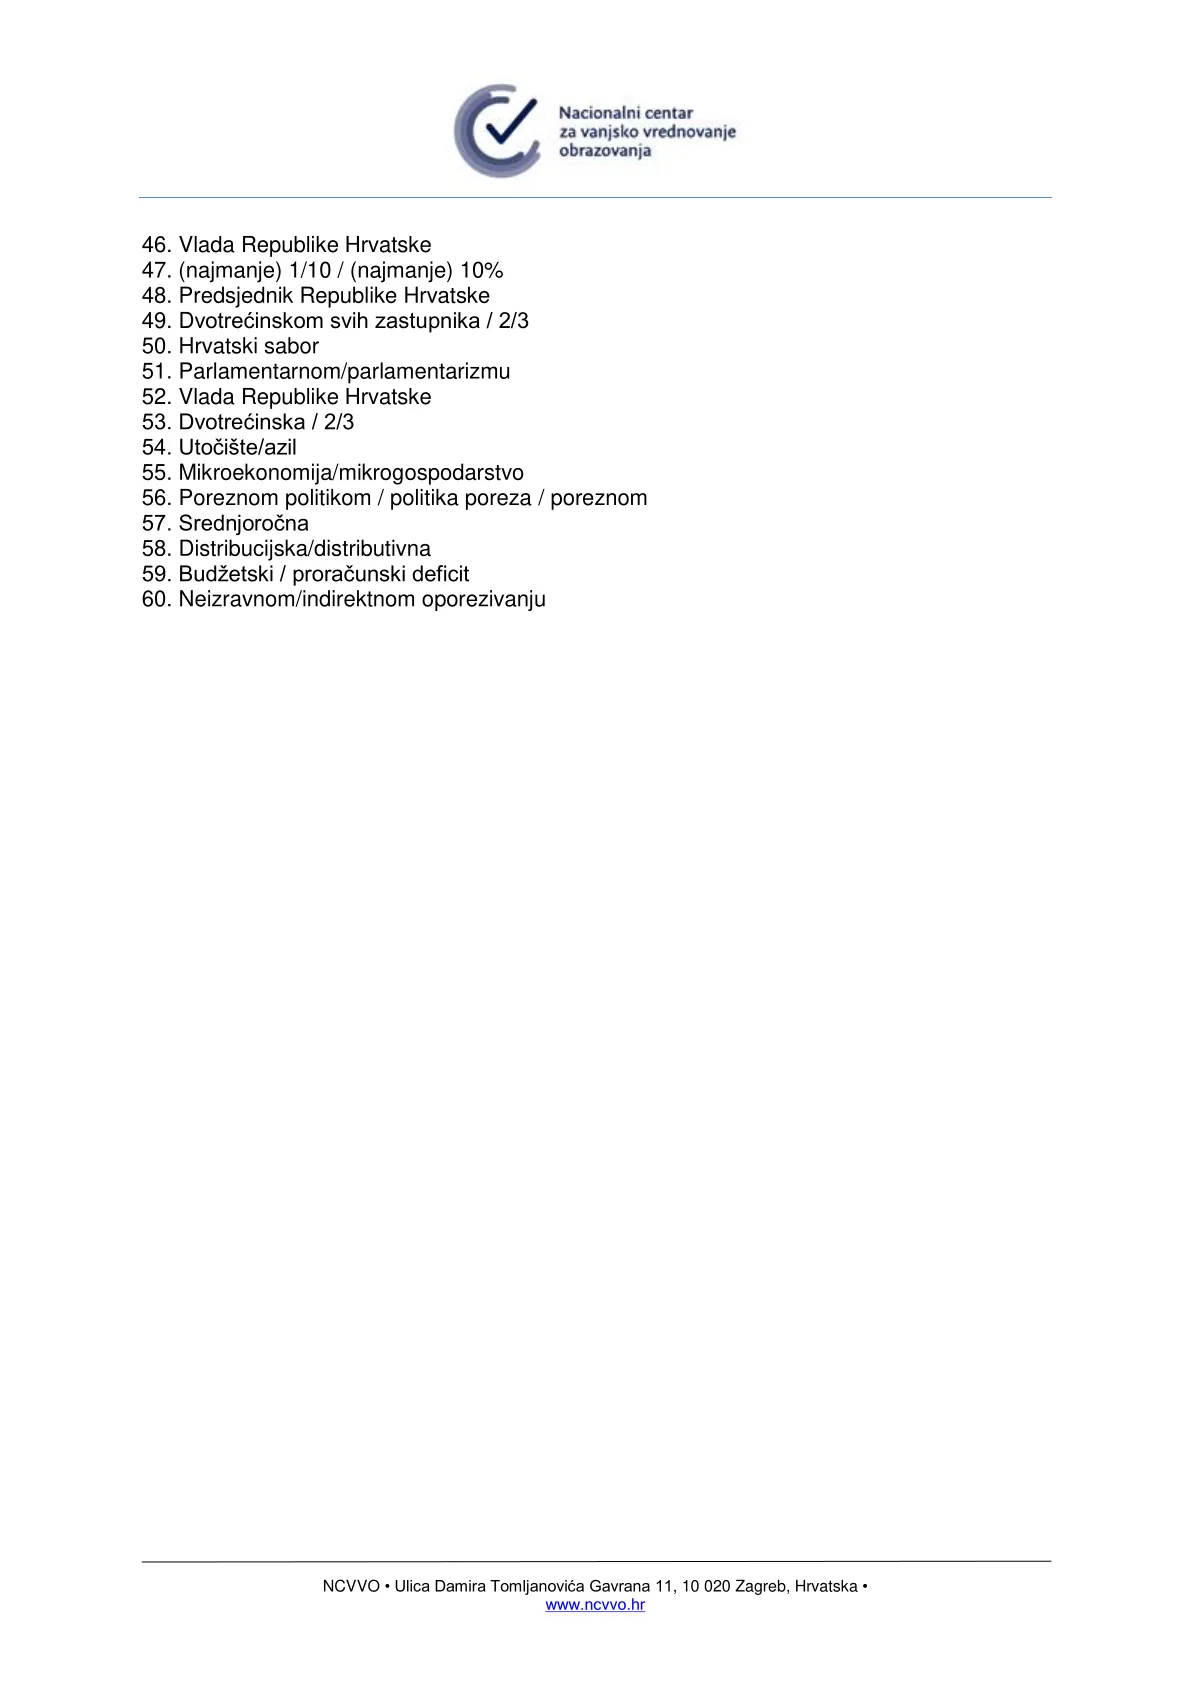 Nacionalni centar
za vanjsko vrednovanje
obrazovanja
46. Vlada Republike Hrvatske
47. (najmanje) 1/10 / (najmanje) 10%
48. Predsjednik Republike Hrvatske
49. Dvotrećinskom svih zastupnika / 2/3
50. Hrvatski sabor
51. Parlamentarnom/parlamentarizmu
52. Vlada Republike Hrvatske
53. Dvotrećinska / 2/3
54. Utočište/azil
55. Mikroekonomija/mikrogospodarstvo
56. Poreznom politikom / politika poreza / poreznom
57. Srednjoročna
58. Distribucijska/distributivna
59. Budžetski / proračunski deficit
60. Neizravnom/indirektnom oporezivanju
NCVVO • Ulica Damira Tomljanovića Gavrana 11, 10 020 Zagreb, Hrvatska •
www.ncvvo.hr